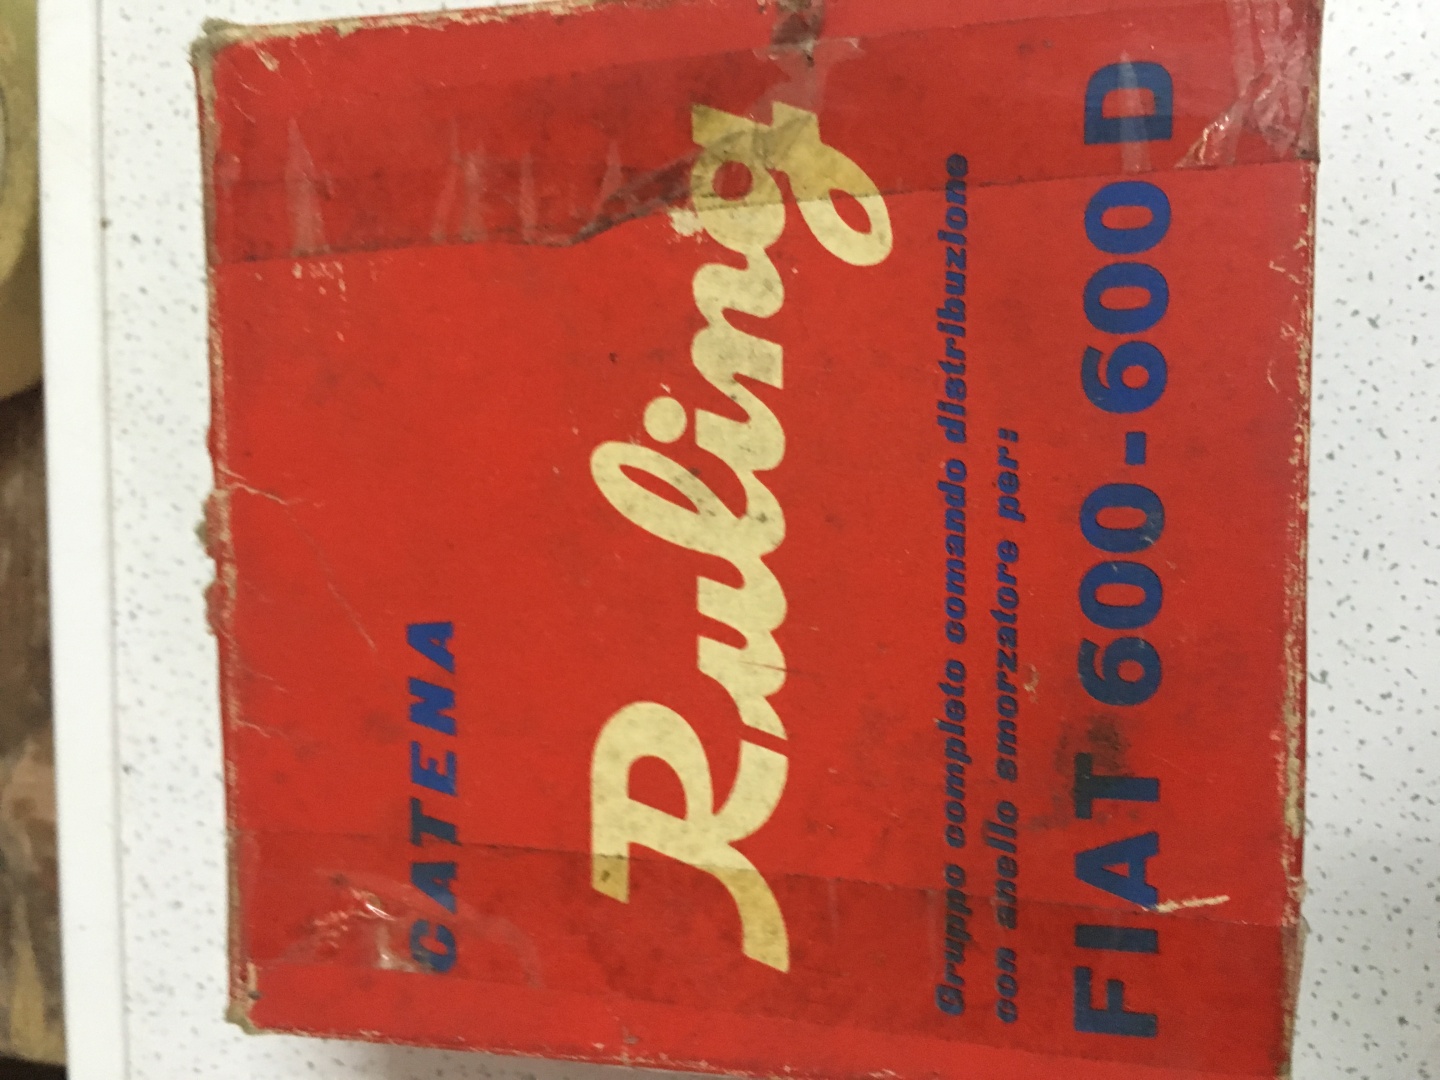 CATENA
Ruling
Gruppo completo comando distribuzione
con anello smorzatore per:
FIAT 600-600 D